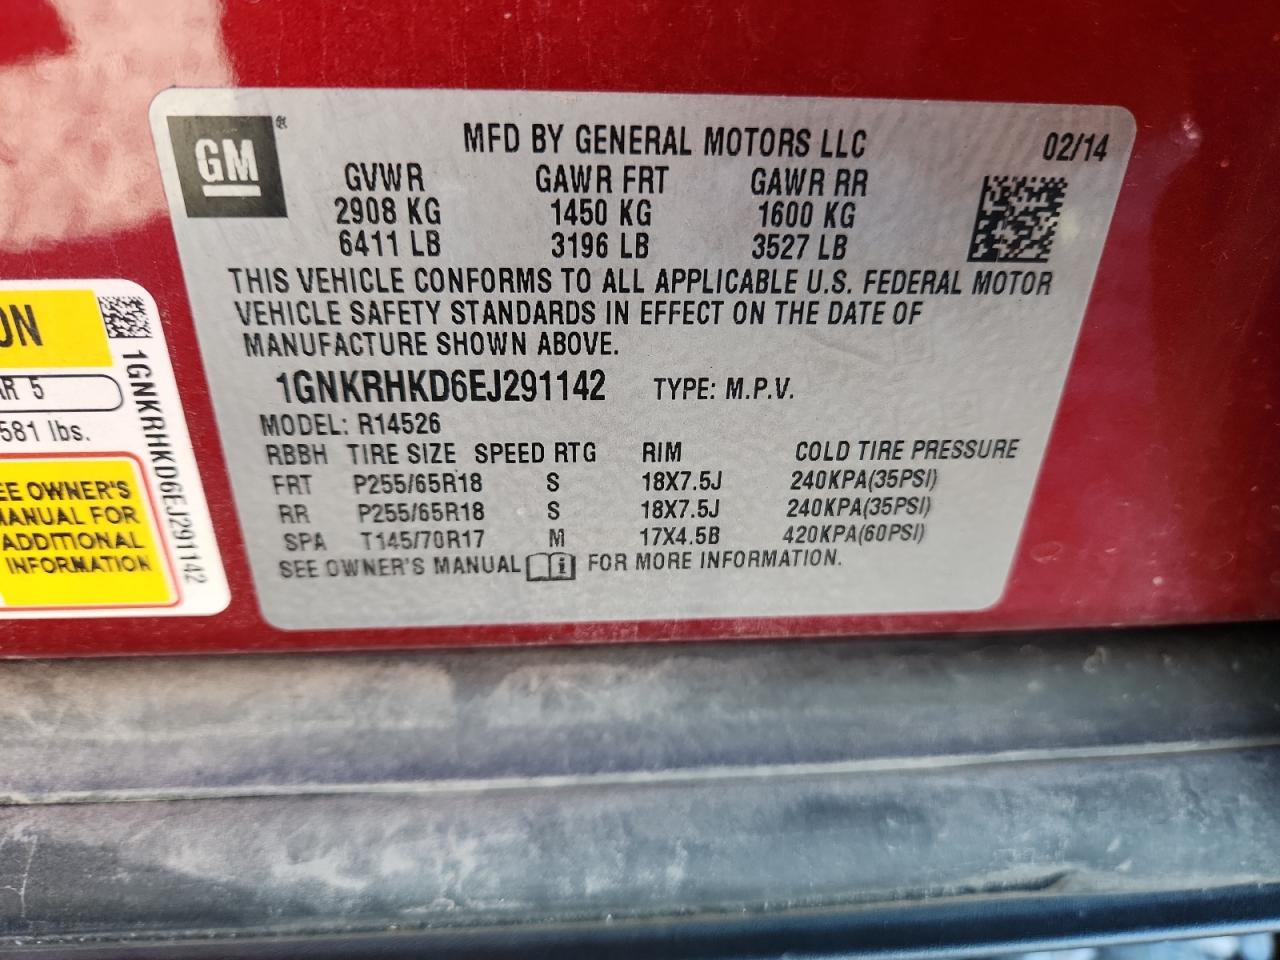 GM
MFD BY GENERAL MOTORS LLC 02/14
GVWR GAWR FRT GAWR RR
2908 KG 1450 KG 1600 KG
6411 LB 3196 LB 3527 LB
THIS VEHICLE CONFORMS TO ALL APPLICABLE U.S. FEDERAL MOTOR
VEHICLE SAFETY STANDARDS IN EFFECT ON THE DATE OF
MANUFACTURE SHOWN ABOVE.
1GNKRHKD6EJ291142 TYPE: M.P.V.
MODEL: R14526
RBBH TIRE SIZE SPEED RTG RIM COLD TIRE PRESSURE
FRT P255/65R18 S 18X7.5J 240KPA(35PSI)
RR P255/65R18 S 18X7.5J 240KPA(35PSI)
SPA T145/70R17 M 17X4.5B 420KPA(60PSI)
SEE OWNER'S MANUAL FOR MORE INFORMATION.
ON
AR 5
581 lbs.
EE OWNER'S
MANUAL FOR
ADDITIONAL
INFORMATION
1GNKRHKD6EJ291142